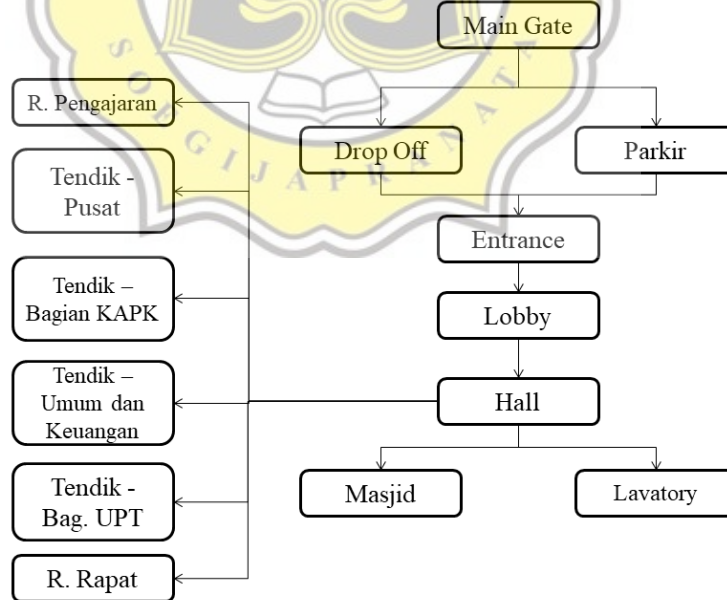 Main Gate
SOEGIJAPRANATA
R. Pengajaran
Drop Off
Parkir
Tendik -
Pusat
Entrance
Tendik –
Bagian KAPK
Lobby
Tendik –
Umum dan
Keuangan
Hall
Tendik -
Bag. UPT
Masjid
Lavatory
R. Rapat